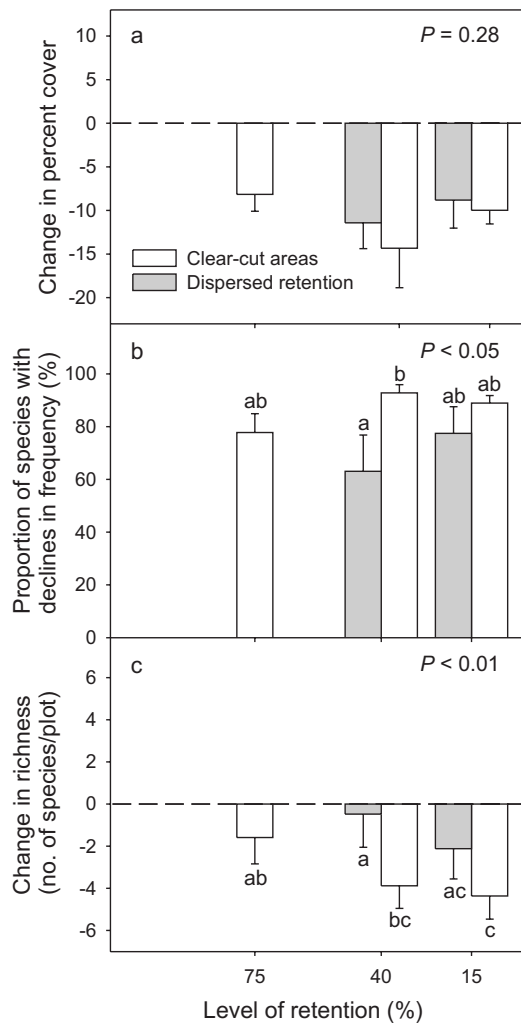 a
P = 0.28
Change in percent cover
10
5
0
-5
-10
-15
-20
Clear-cut areas
Dispersed retention
b
P < 0.05
Proportion of species with
declines in frequency (%)
100
80
60
40
20
0
ab
a
b
ab
ab
c
P < 0.01
Change in richness
(no. of species/plot)
6
4
2
0
-2
-4
-6
ab
a
bc
ac
c
75
40
15
Level of retention (%)